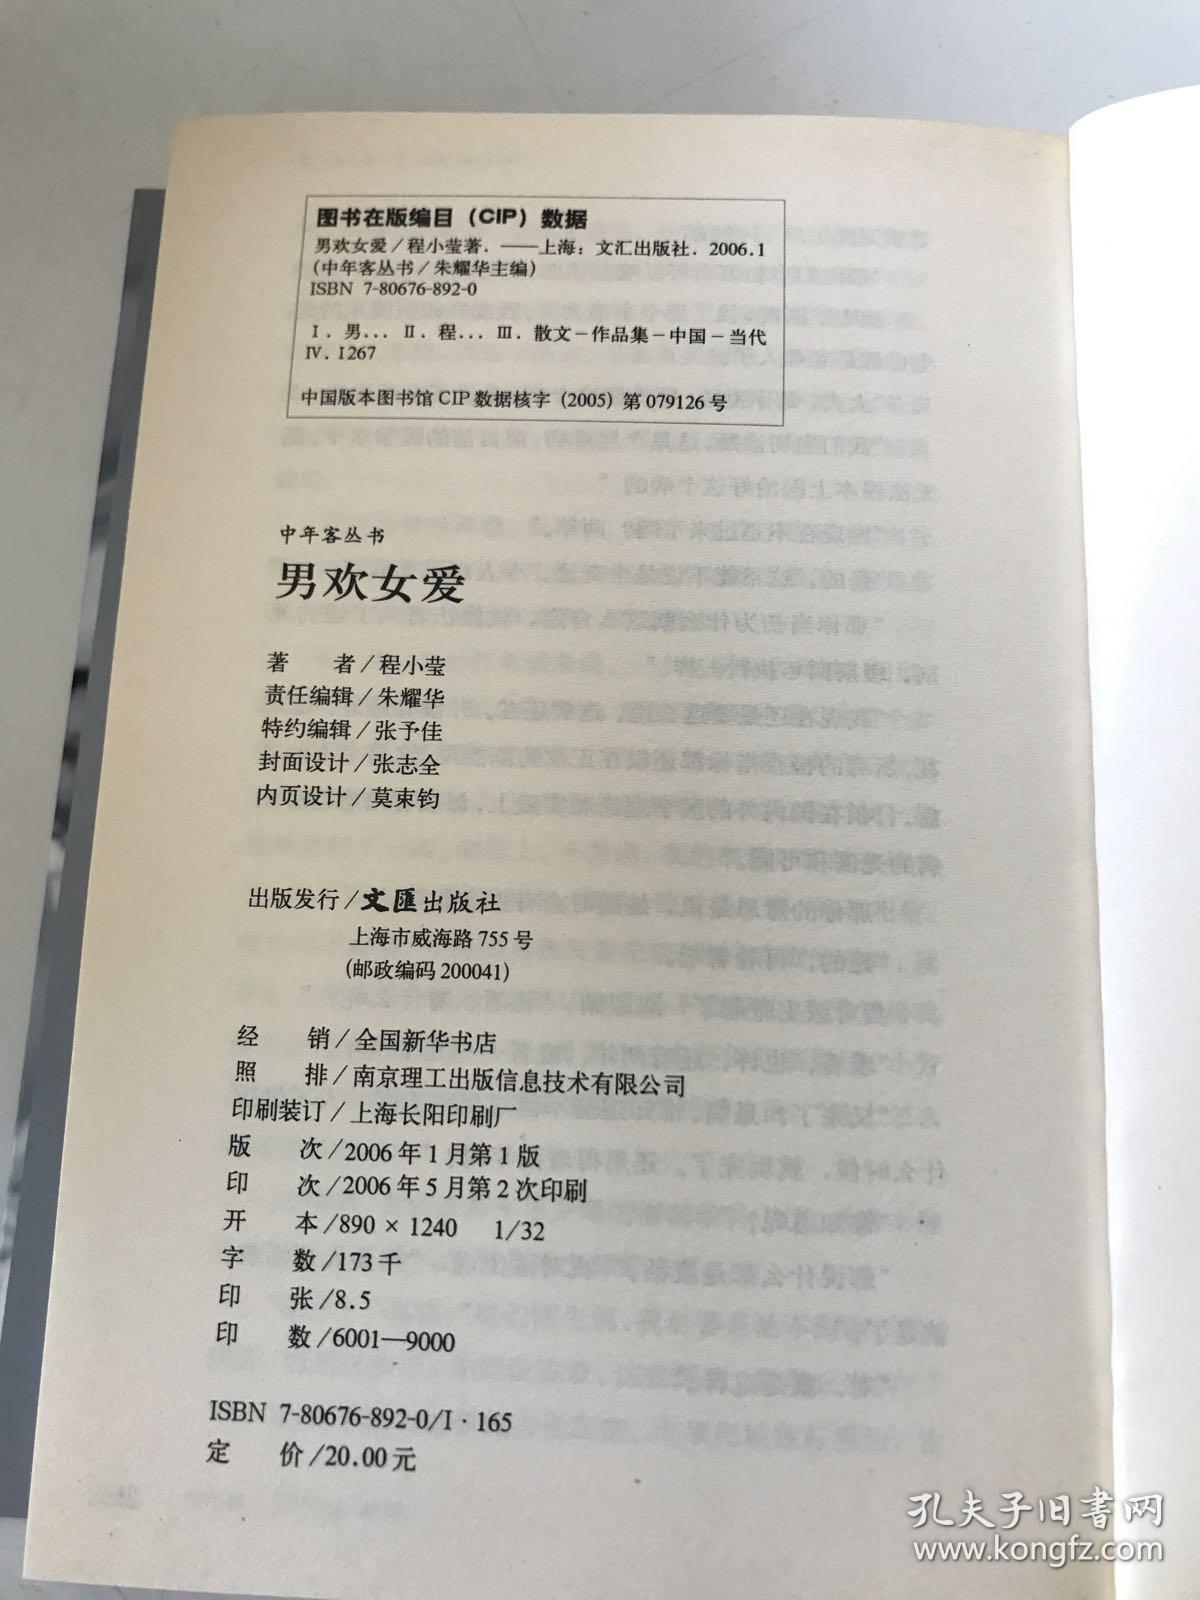 图书在版编目（CIP）数据
男欢女爱／程小莹著．——上海：文汇出版社．2006.1
（中年客丛书／朱耀华主编）
ISBN 7-80676-892-0
Ⅰ．男... Ⅱ．程... Ⅲ．散文－作品集－中国－当代
Ⅳ．I267
中国版本图书馆CIP数据核字（2005）第079126号
中年客丛书
男欢女爱
著　　者／程小莹
责任编辑／朱耀华
特约编辑／张予佳
封面设计／张志全
内页设计／莫束钧
出版发行／文匯出版社
上海市威海路755号
(邮政编码200041)
经　　销／全国新华书店
照　　排／南京理工出版信息技术有限公司
印刷装订／上海长阳印刷厂
版　　次／2006年1月第1版
印　　次／2006年5月第2次印刷
开　　本／890×1240　1/32
字　　数／173千
印　　张／8.5
印　　数／6001—9000
ISBN 7-80676-892-0/I·165
定　　价／20.00元
孔夫子旧书网
www.kongfz.com